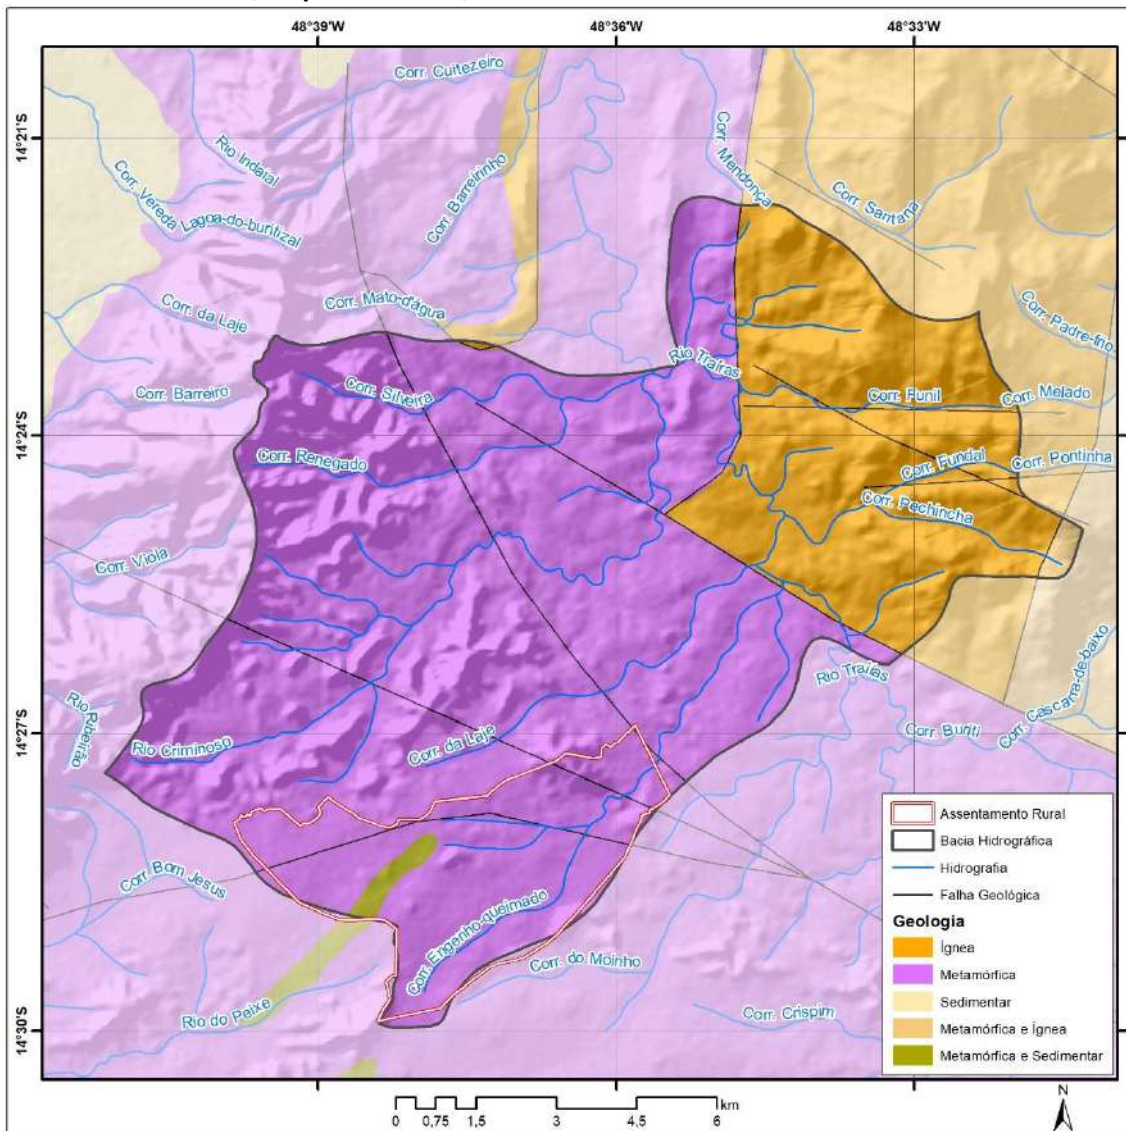 48°39'W
48°36'W
48°33'W
14°21'S
14°24'S
14°27'S
14°30'S
Corr. Cuitezeiro
Rio Indaial
Corr. Barreirinho
Corr. Mendonça
Corr. Santana
Corr. Vereda Lagoa-do-buritizal
Corr. Mato-d'água
Corr. da Laje
Corr. Padre-
Rio Traíras
Corr. Barreiro
Corr. Silveira
Corr. Funil
Corr. Melado
Corr. Renegado
Corr. Fundal
Corr. Pontinha
Corr. Pechincha
Corr. Viola
Rio Traíras
Corr. Cascarra-de-baixo
Rio Ribeirão
Rio Criminoso
Corr. da Laje
Corr. Buriti
Corr. Bom Jesus
Corr. Engenho-queimado
Corr. do Moinho
Rio do Peixe
Corr. Crispim
Assentamento Rural
Bacia Hidrográfica
Hidrografia
Falha Geológica
Geologia
Ígnea
Metamórfica
Sedimentar
Metamórfica e Ígnea
Metamórfica e Sedimentar
km
0 0,75 1,5 3 4,5 6
N